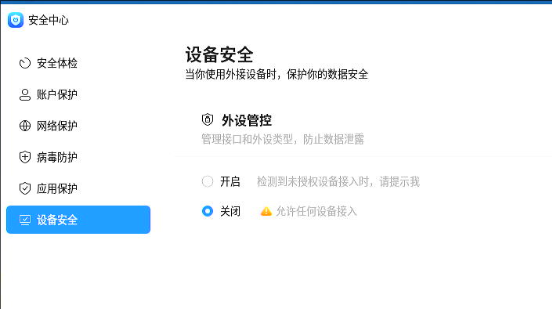 安全中心
安全体检
账户保护
网络保护
病毒防护
应用保护
设备安全
设备安全
当你使用外接设备时，保护你的数据安全
外设管控
管理接口和外设类型，防止数据泄露
开启 检测到未授权设备接入时，请提示我
关闭 允许任何设备接入